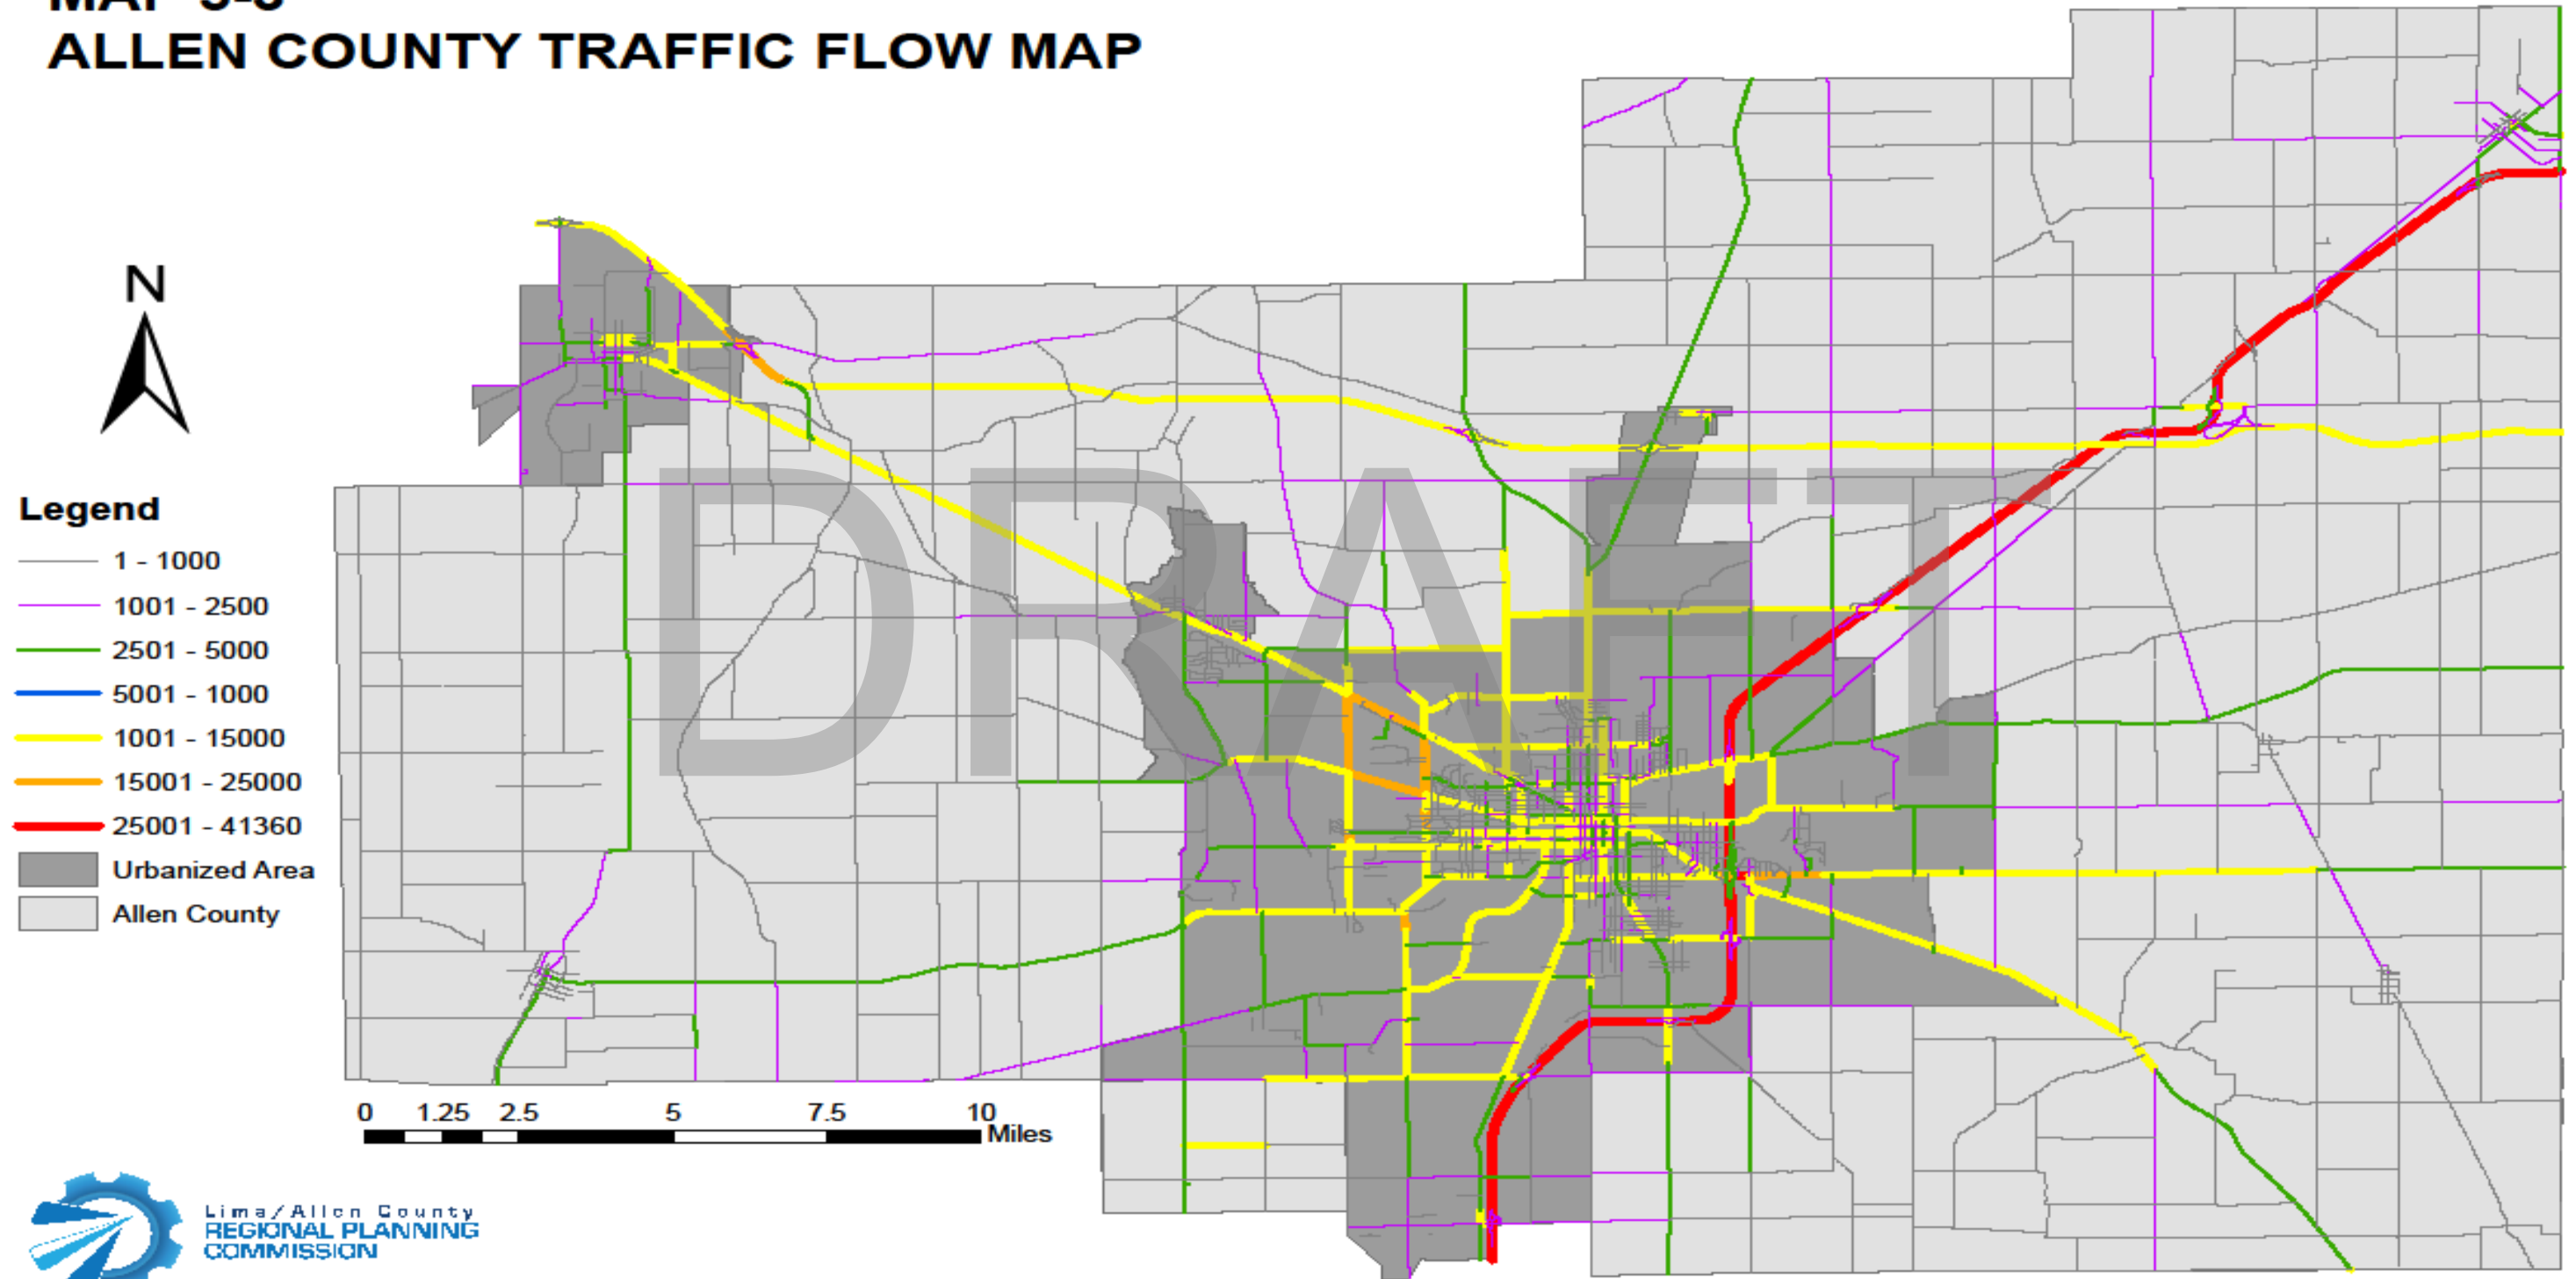 ALLEN COUNTY TRAFFIC FLOW MAP
N
DRAFT
Legend
1 - 1000
1001 - 2500
2501 - 5000
5001 - 1000
1001 - 15000
15001 - 25000
25001 - 41360
Urbanized Area
Allen County
0 1.25 2.5 5 7.5 10
Miles
Lima/Allen County
REGIONAL PLANNING
COMMISSION